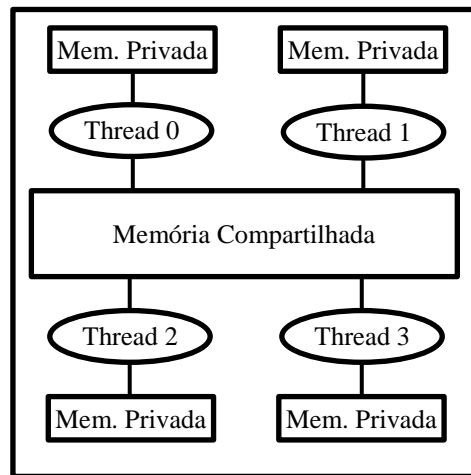 Mem. Privada
Mem. Privada
Thread 0
Thread 1
Memória Compartilhada
Thread 2
Thread 3
Mem. Privada
Mem. Privada